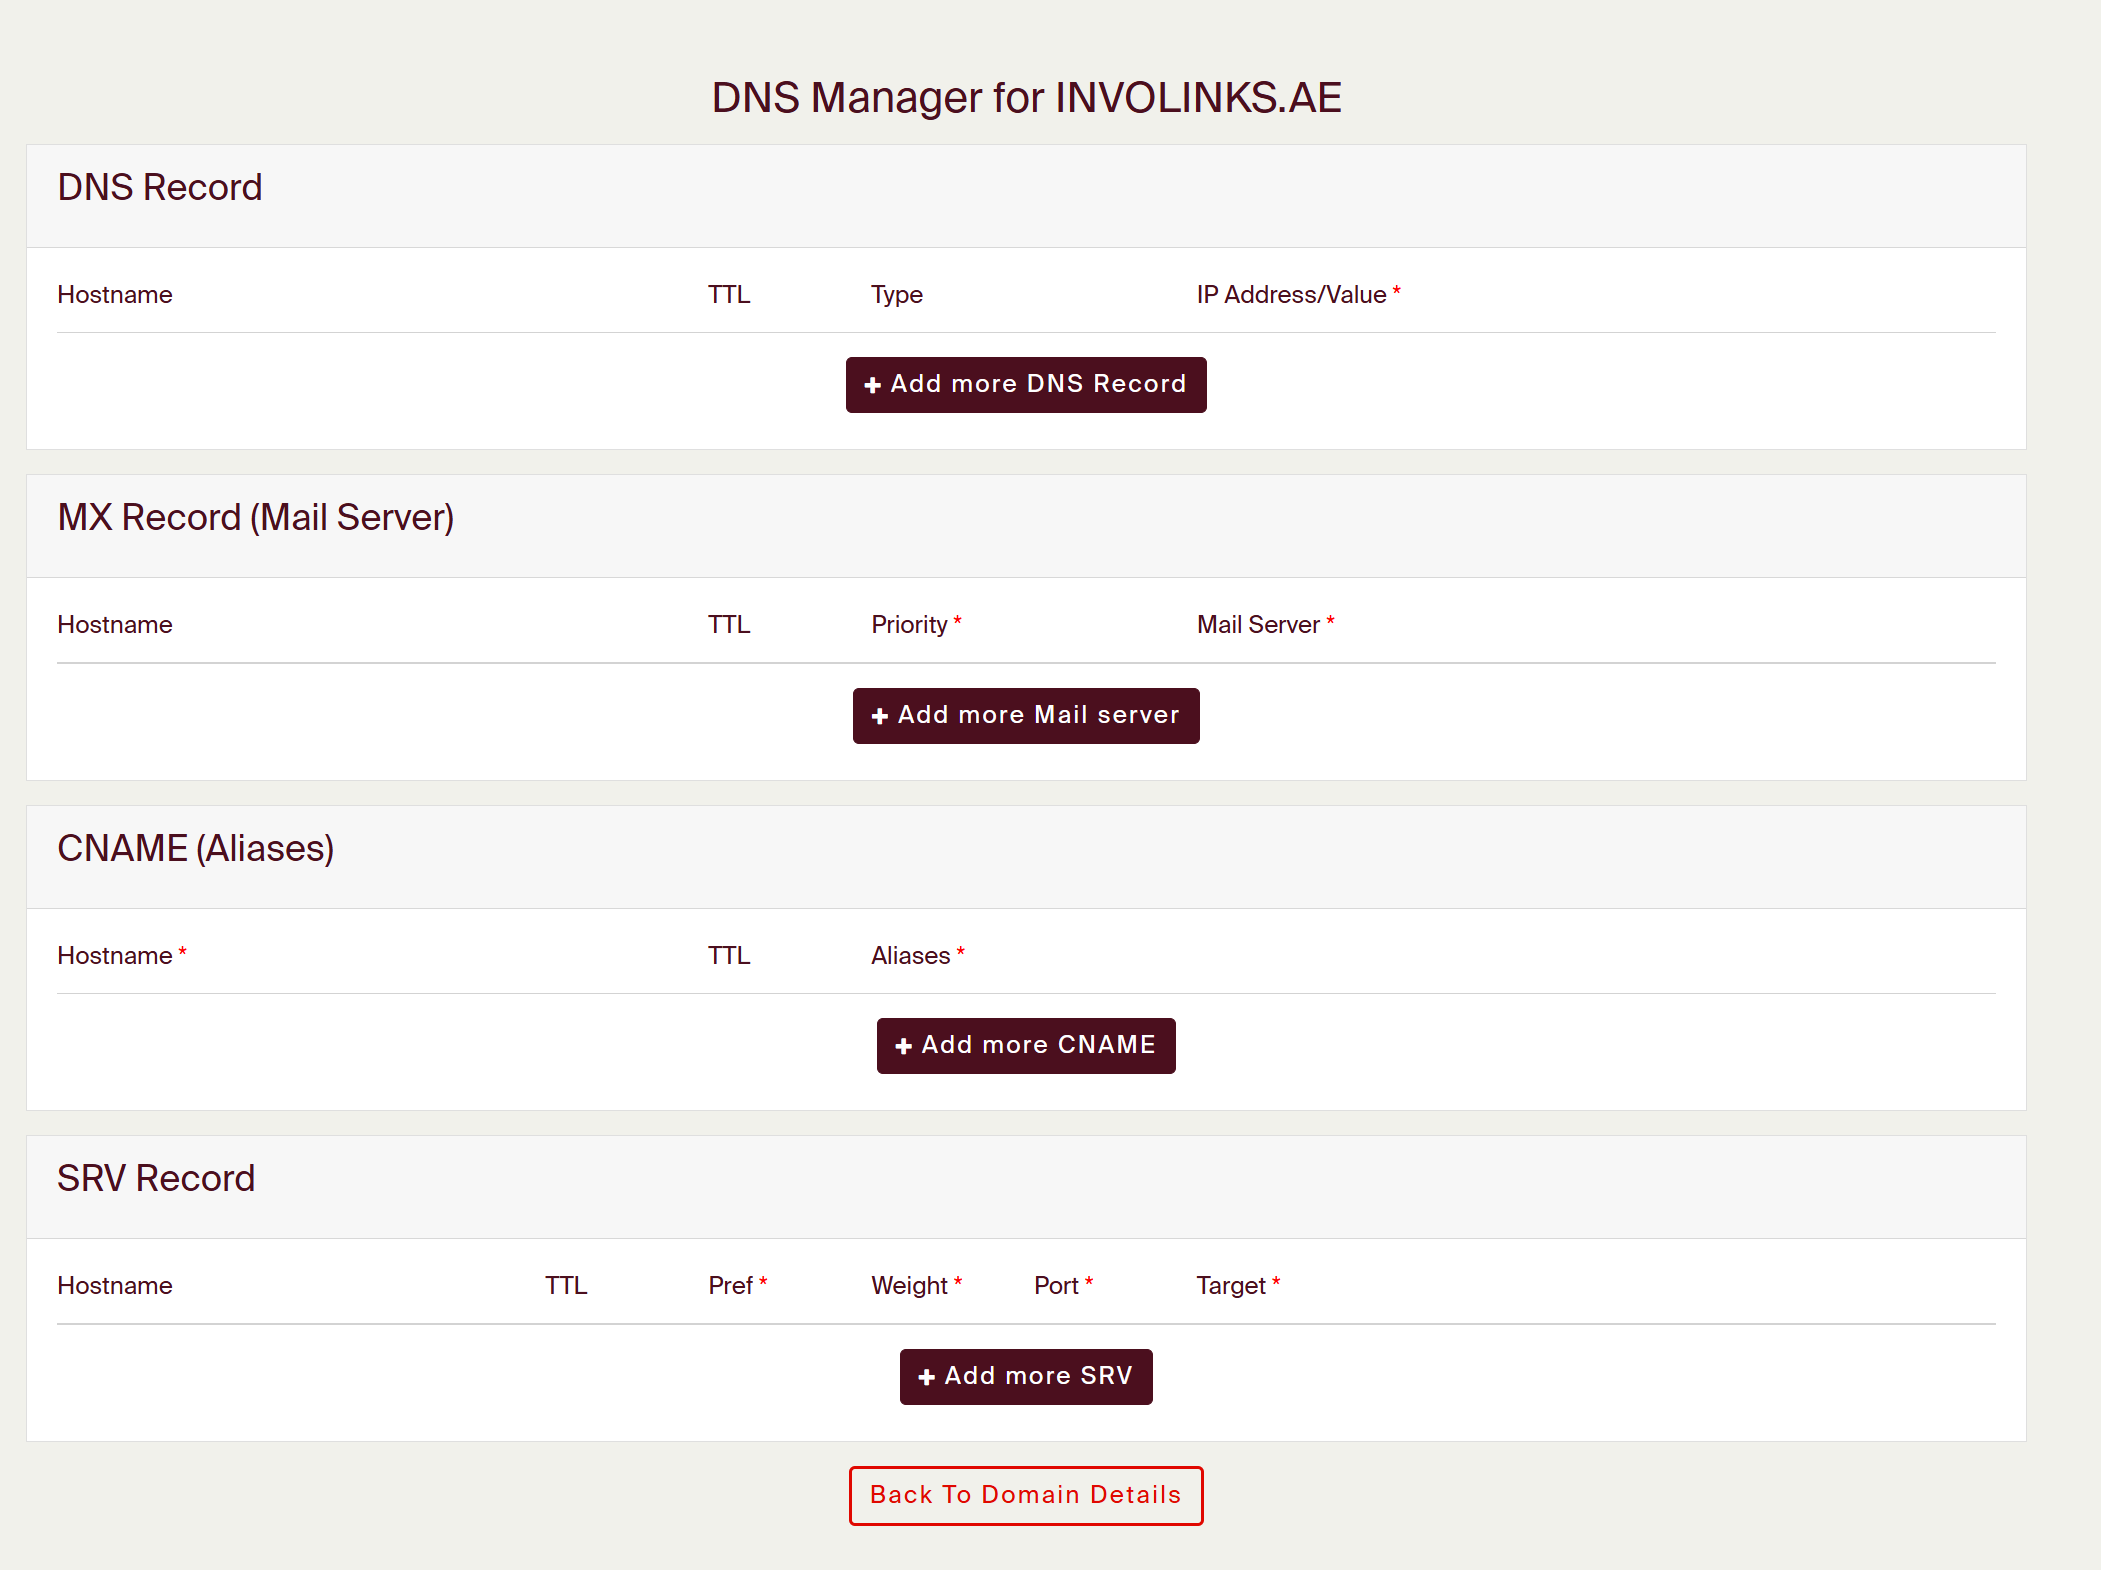 DNS Manager for INVOLINKS.AE
DNS Record
Hostname TTL Type IP Address/Value *
Add more DNS Record
MX Record (Mail Server)
Hostname TTL Priority * Mail Server *
Add more Mail server
CNAME (Aliases)
Hostname * TTL Aliases *
Add more CNAME
SRV Record
Hostname TTL Pref * Weight * Port * Target *
Add more SRV
Back To Domain Details